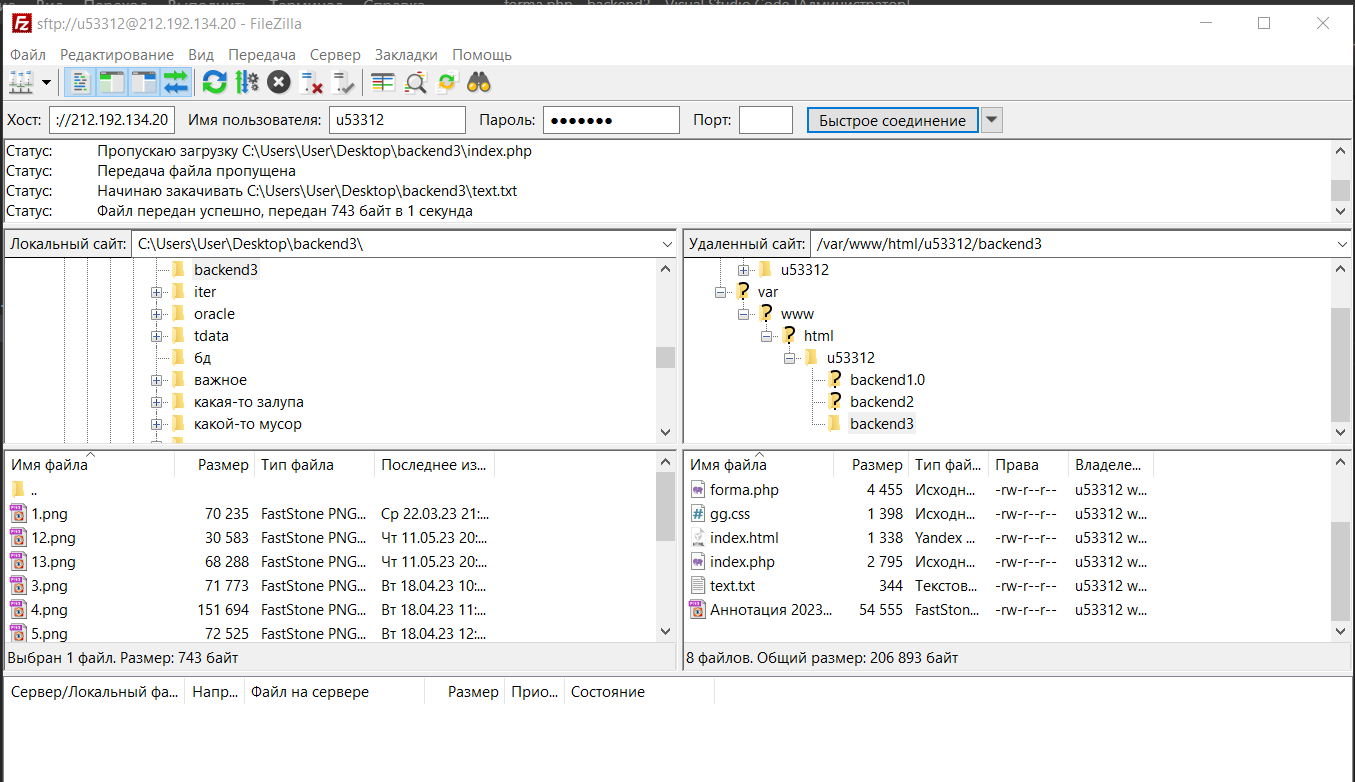 sftp://u53312@212.192.134.20 - FileZilla
Файл Редактирование Вид Передача Сервер Закладки Помощь
Хост: ://212.192.134.20 Имя пользователя: u53312 Пароль: ●●●●●●● Порт: Быстрое соединение
Статус: Пропускаю загрузку C:\Users\User\Desktop\backend3\index.php
Статус: Передача файла пропущена
Статус: Начинаю закачивать C:\Users\User\Desktop\backend3\text.txt
Статус: Файл передан успешно, передан 743 байт в 1 секунда
Локальный сайт: C:\Users\User\Desktop\backend3\
backend3
iter
oracle
tdata
бд
важное
какая-то залупа
какой-то мусор
Имя файла Размер Тип файла Последнее из...
..
1.png 70 235 FastStone PNG... Ср 22.03.23 21:...
12.png 30 583 FastStone PNG... Чт 11.05.23 20:...
13.png 68 288 FastStone PNG... Чт 11.05.23 20:...
3.png 71 773 FastStone PNG... Вт 18.04.23 10:...
4.png 151 694 FastStone PNG... Вт 18.04.23 11:...
5.png 72 525 FastStone PNG... Вт 18.04.23 12:...
Выбран 1 файл. Размер: 743 байт
Удаленный сайт: /var/www/html/u53312/backend3
u53312
var
www
html
u53312
backend1.0
backend2
backend3
Имя файла Размер Тип фай... Права Владеле...
forma.php 4 455 Исходн... -rw-r--r-- u53312 w...
gg.css 1 398 Исходн... -rw-r--r-- u53312 w...
index.html 1 338 Yandex ... -rw-r--r-- u53312 w...
index.php 2 795 Исходн... -rw-r--r-- u53312 w...
text.txt 344 Текстов... -rw-r--r-- u53312 w...
Аннотация 2023... 54 555 FastSton... -rw-r--r-- u53312 w...
8 файлов. Общий размер: 206 893 байт
Сервер/Локальный фа... Напр... Файл на сервере Размер Прио... Состояние